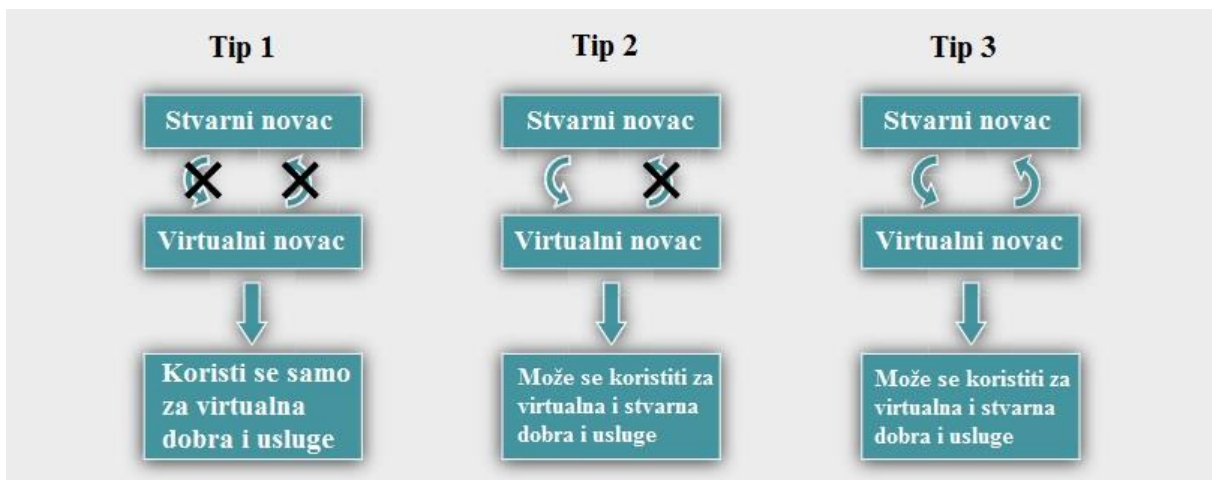 Tip 1
Tip 2
Tip 3
Stvarni novac
Stvarni novac
Stvarni novac
Virtualni novac
Virtualni novac
Virtualni novac
Koristi se samo
za virtualna
dobra i usluge
Može se koristiti za
virtualna i stvarna
dobra i usluge
Može se koristiti za
virtualna i stvarna
dobra i usluge